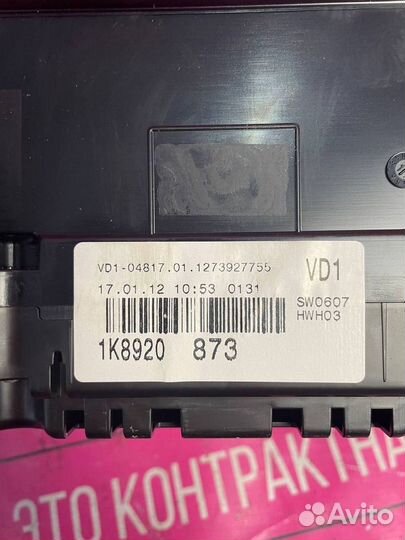 VD1-04817.01.1273927755
VD1
17.01.12 10:53 0131
SW0607
HWH03
1K8920 873
ЭТО КОНТРАКТНА
Avito